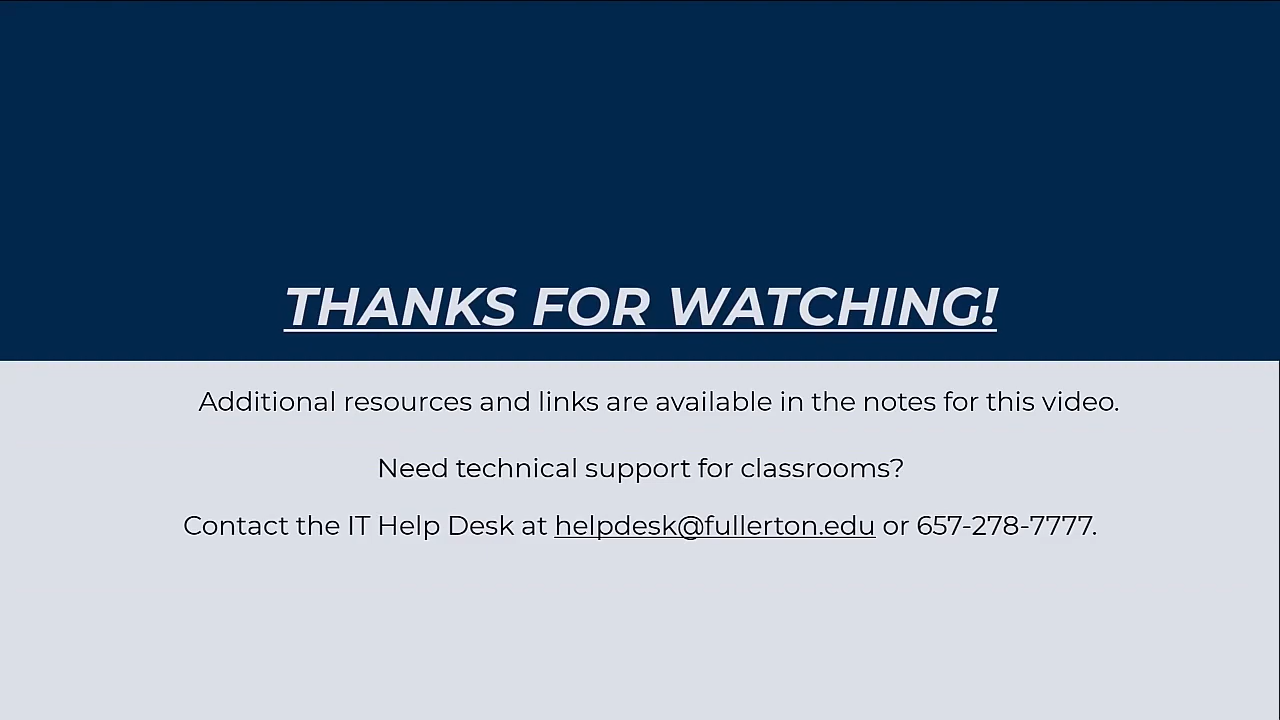 THANKS FOR WATCHING!
Additional resources and links are available in the notes for this video.
Need technical support for classrooms?
Contact the IT Help Desk at helpdesk@fullerton.edu or 657-278-7777.